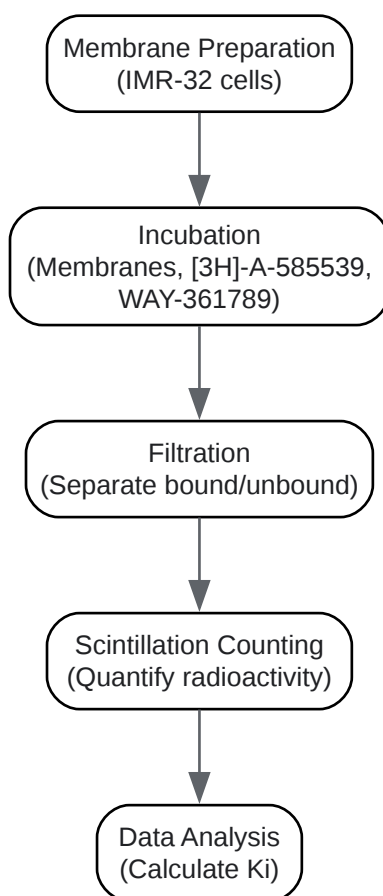 Membrane Preparation
(IMR-32 cells)
Incubation
(Membranes, [3H]-A-585539,
WAY-361789)
Filtration
(Separate bound/unbound)
Scintillation Counting
(Quantify radioactivity)
Data Analysis
(Calculate Ki)